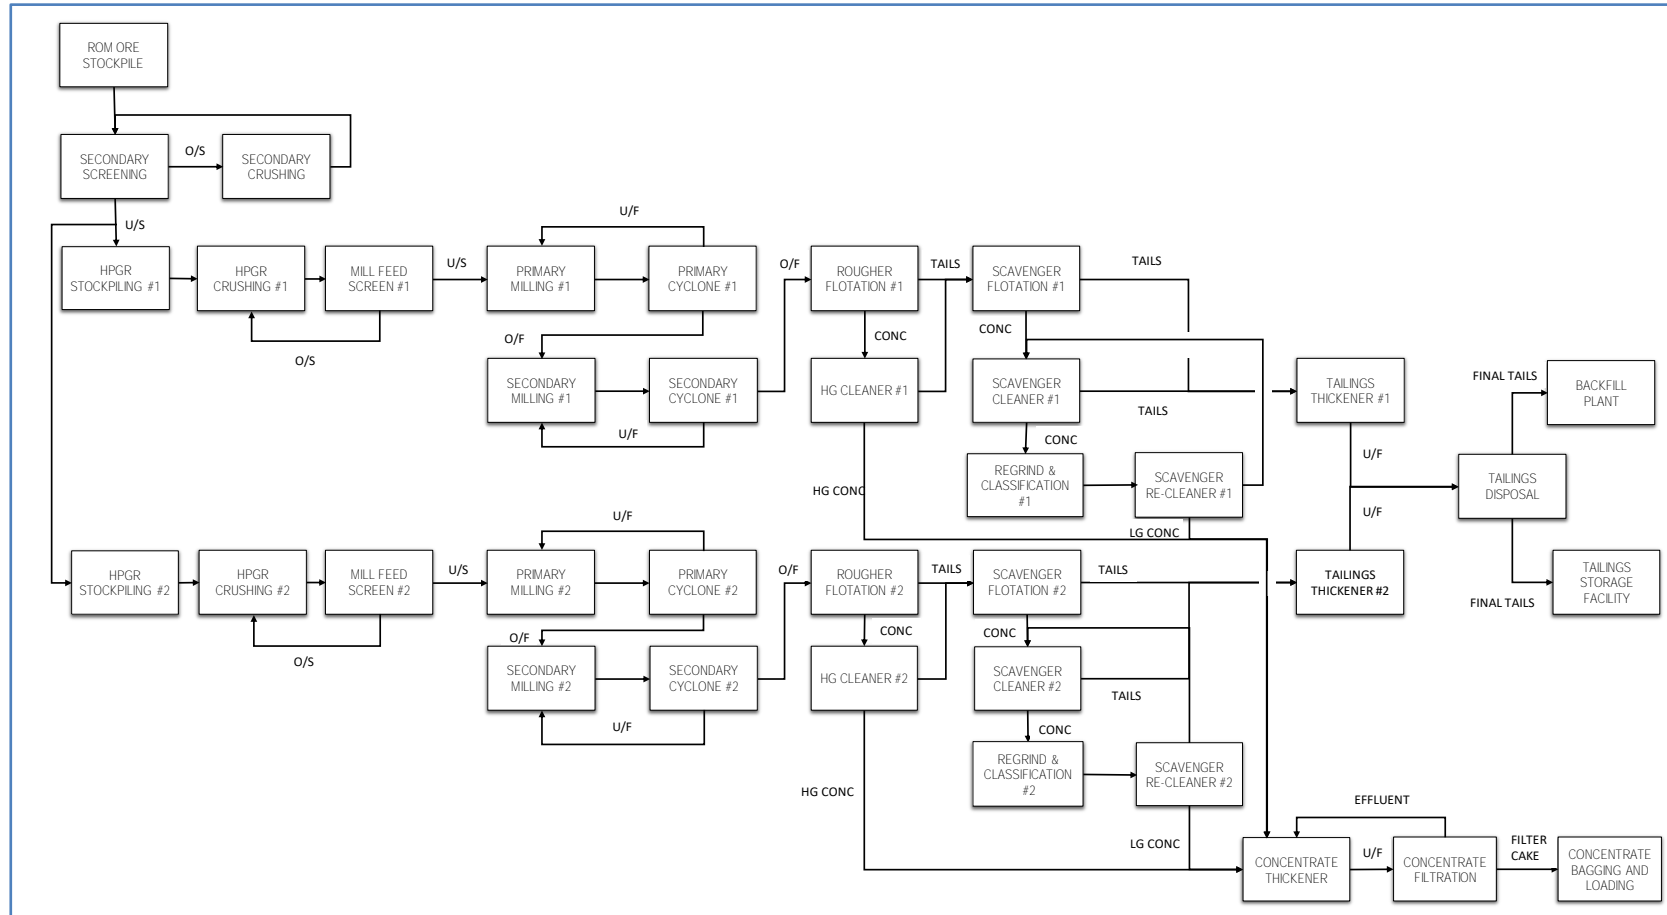 ROM ORE
STOCKPILE
SECONDARY
SCREENING
O/S
SECONDARY
CRUSHING
U/S
HPGR
STOCKPILING #1
HPGR
CRUSHING #1
MILL FEED
SCREEN #1
O/S
U/S
PRIMARY
MILLING #1
U/F
PRIMARY
CYCLONE #1
O/F
SECONDARY
MILLING #1
SECONDARY
CYCLONE #1
U/F
O/F
ROUGHER
FLOTATION #1
TAILS
CONC
HG CLEANER #1
HG CONC
SCAVENGER
FLOTATION #1
TAILS
CONC
SCAVENGER
CLEANER #1
TAILS
CONC
REGRIND &
CLASSIFICATION
#1
SCAVENGER
RE-CLEANER #1
LG CONC
TAILINGS
THICKENER #1
U/F
U/F
TAILINGS
DISPOSAL
FINAL TAILS
BACKFILL
PLANT
FINAL TAILS
TAILINGS
STORAGE
FACILITY
HPGR
STOCKPILING #2
HPGR
CRUSHING #2
MILL FEED
SCREEN #2
O/S
U/S
PRIMARY
MILLING #2
U/F
PRIMARY
CYCLONE #2
O/F
SECONDARY
MILLING #2
SECONDARY
CYCLONE #2
U/F
O/F
ROUGHER
FLOTATION #2
TAILS
CONC
HG CLEANER #2
HG CONC
SCAVENGER
FLOTATION #2
TAILS
CONC
SCAVENGER
CLEANER #2
TAILS
CONC
REGRIND &
CLASSIFICATION
#2
SCAVENGER
RE-CLEANER #2
LG CONC
TAILINGS
THICKENER #2
CONCENTRATE
THICKENER
U/F
EFFLUENT
CONCENTRATE
FILTRATION
FILTER
CAKE
CONCENTRATE
BAGGING AND
LOADING